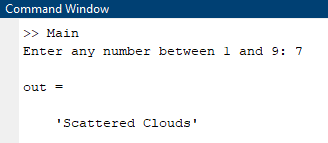 Command Window
>> Main
Enter any number between 1 and 9: 7
out =
'Scattered Clouds'